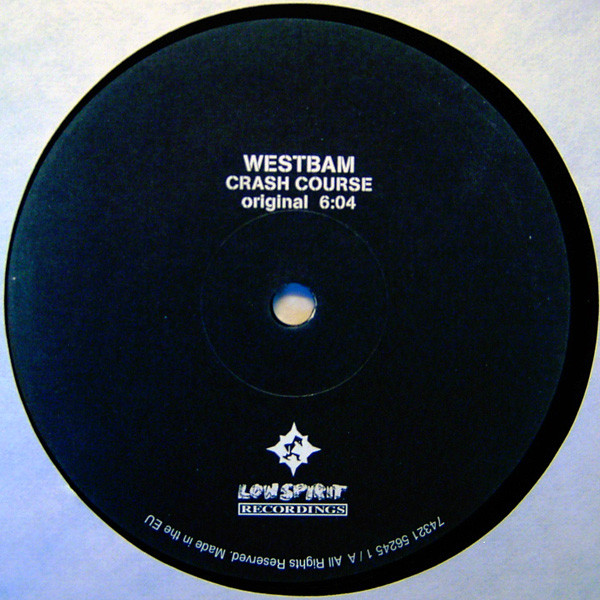 WESTBAM
CRASH COURSE
original 6:04
LOW SPIRIT
RECORDINGS
74321 56245 1 / A All Rights Reserved. Made in the EU